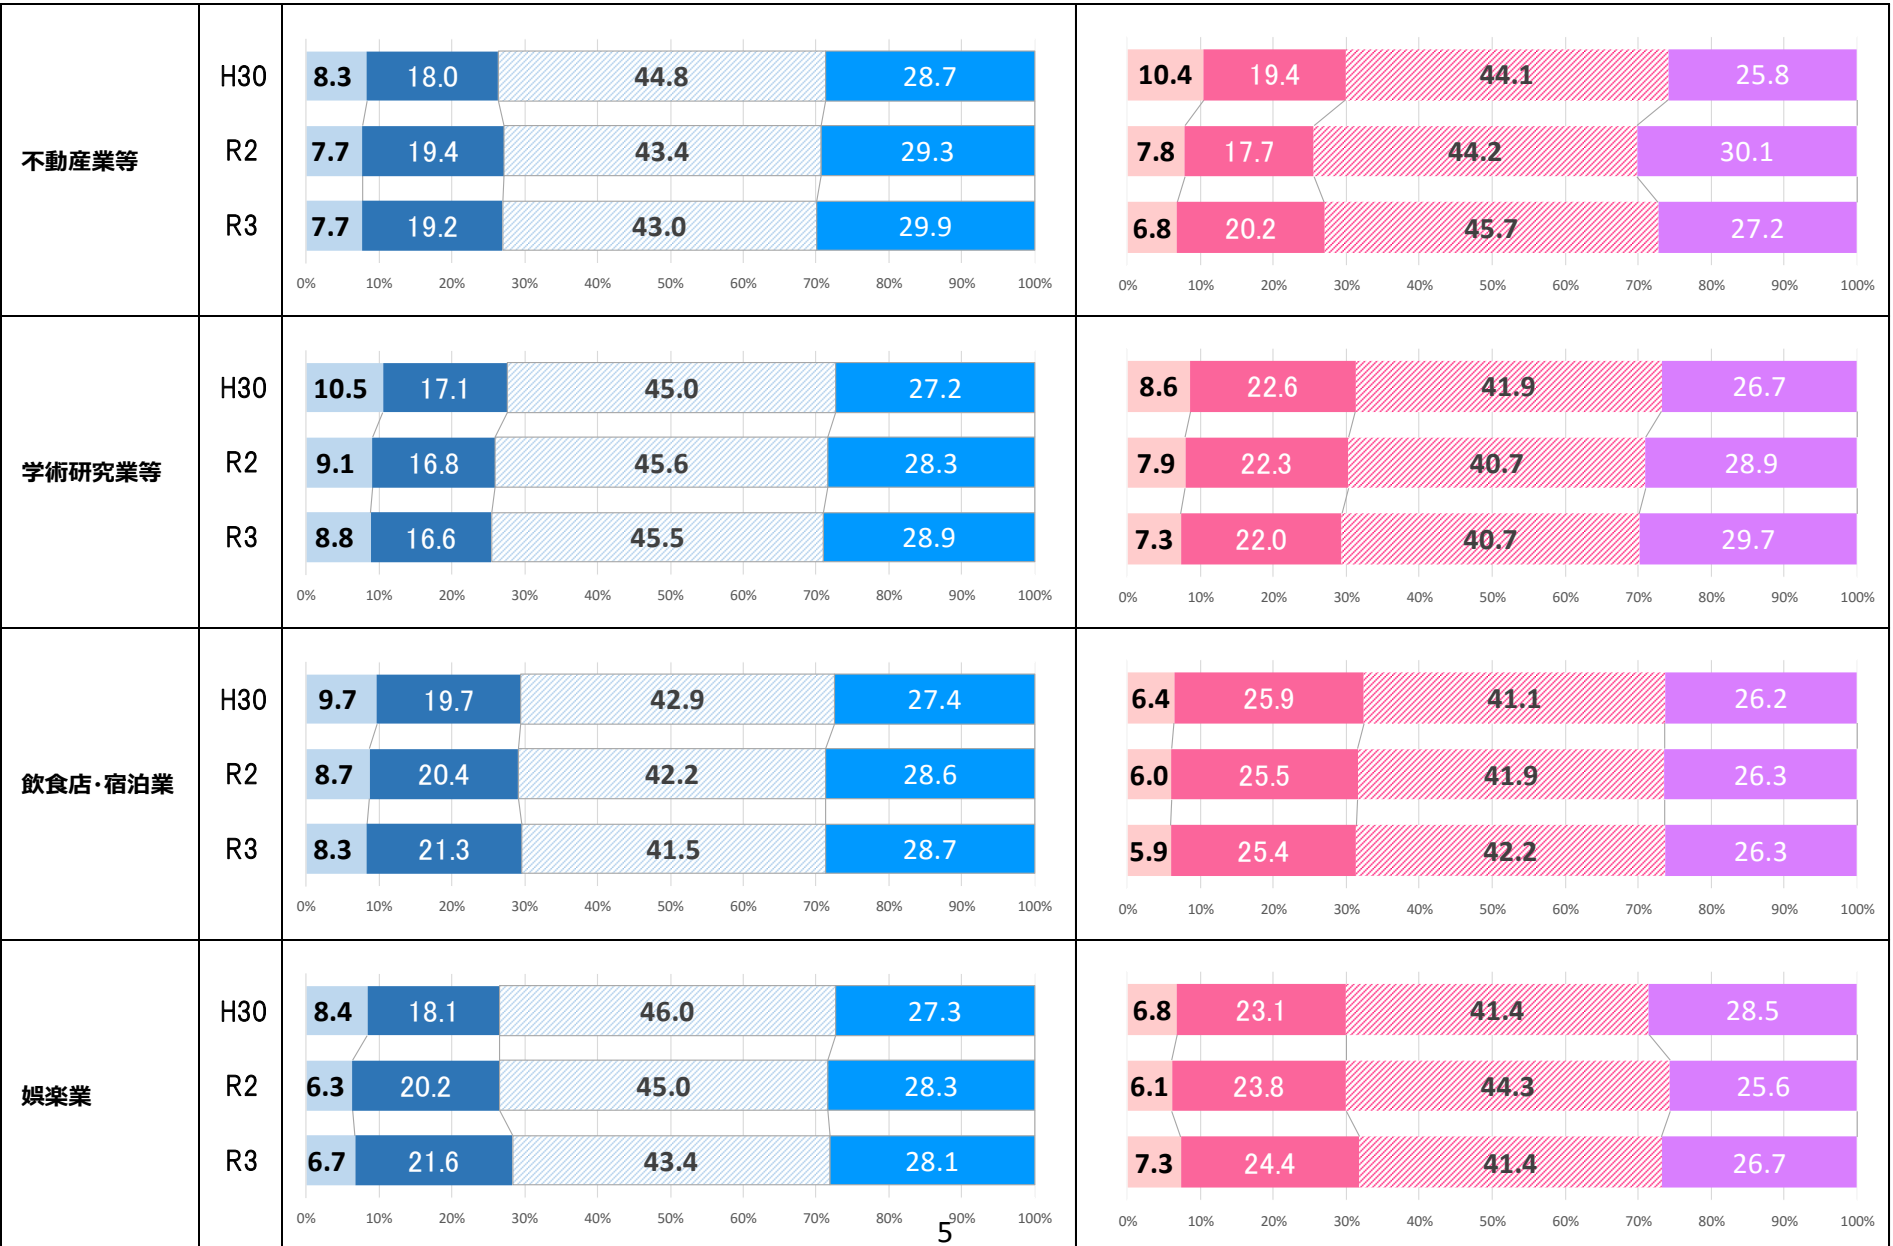 不動産業等
H30 8.3 18.0 44.8 28.7 10.4 19.4 44.1 25.8
R2 7.7 19.4 43.4 29.3 7.8 17.7 44.2 30.1
R3 7.7 19.2 43.0 29.9 6.8 20.2 45.7 27.2
0% 10% 20% 30% 40% 50% 60% 70% 80% 90% 100% 0% 10% 20% 30% 40% 50% 60% 70% 80% 90% 100%
学術研究業等
H30 10.5 17.1 45.0 27.2 8.6 22.6 41.9 26.7
R2 9.1 16.8 45.6 28.3 7.9 22.3 40.7 28.9
R3 8.8 16.6 45.5 28.9 7.3 22.0 40.7 29.7
0% 10% 20% 30% 40% 50% 60% 70% 80% 90% 100% 0% 10% 20% 30% 40% 50% 60% 70% 80% 90% 100%
飲食店・宿泊業
H30 9.7 19.7 42.9 27.4 6.4 25.9 41.1 26.2
R2 8.7 20.4 42.2 28.6 6.0 25.5 41.9 26.3
R3 8.3 21.3 41.5 28.7 5.9 25.4 42.2 26.3
0% 10% 20% 30% 40% 50% 60% 70% 80% 90% 100% 0% 10% 20% 30% 40% 50% 60% 70% 80% 90% 100%
娯楽業
H30 8.4 18.1 46.0 27.3 6.8 23.1 41.4 28.5
R2 6.3 20.2 45.0 28.3 6.1 23.8 44.3 25.6
R3 6.7 21.6 43.4 28.1 7.3 24.4 41.4 26.7
0% 10% 20% 30% 40% 50% 60% 70% 80% 90% 100% 0% 10% 20% 30% 40% 50% 60% 70% 80% 90% 100%
5